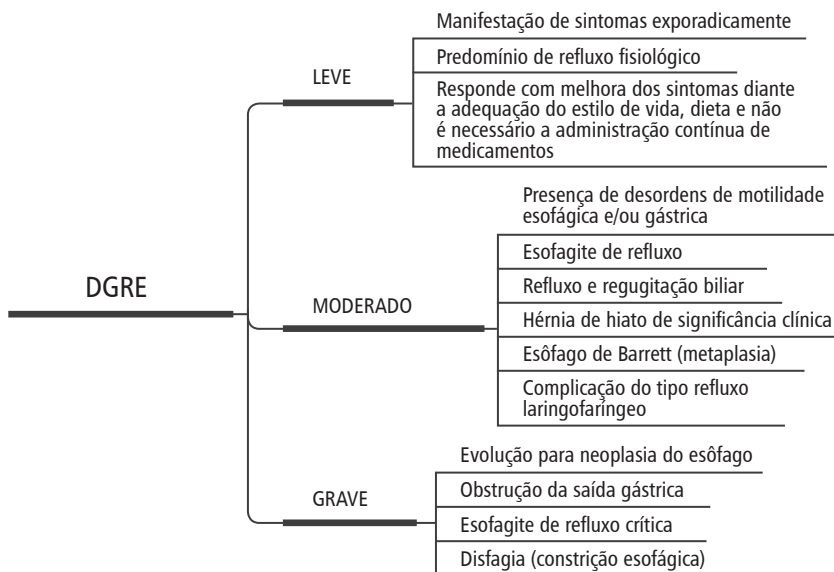 DGRE
LEVE
Manifestação de sintomas exporadicamente
Predomínio de refluxo fisiológico
Responde com melhora dos sintomas diante
a adequação do estilo de vida, dieta e não
é necessário a administração contínua de
medicamentos
MODERADO
Presença de desordens de motilidade
esofágica e/ou gástrica
Esofagite de refluxo
Refluxo e regugitação biliar
Hérnia de hiato de significância clínica
Esôfago de Barrett (metaplasia)
Complicação do tipo refluxo
laringofaríngeo
GRAVE
Evolução para neoplasia do esôfago
Obstrução da saída gástrica
Esofagite de refluxo crítica
Disfagia (constrição esofágica)